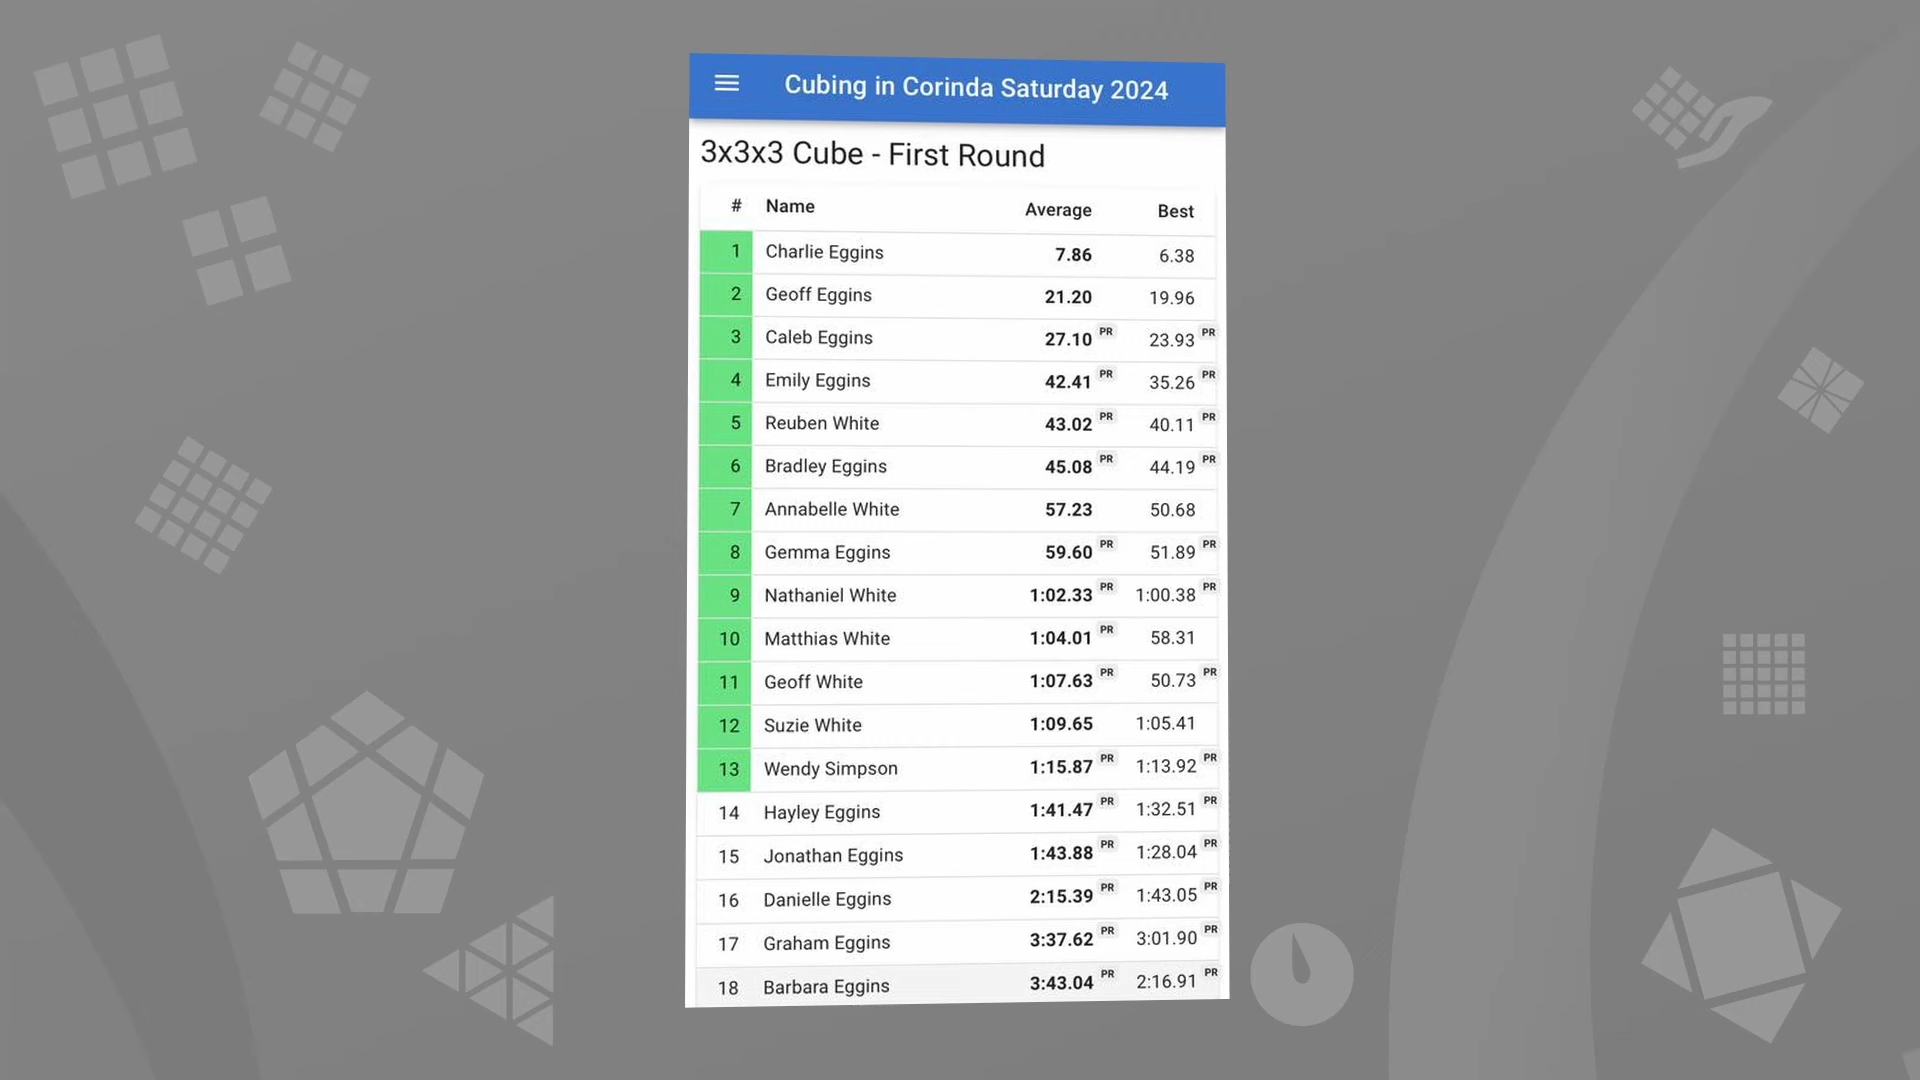 Cubing in Corinda Saturday 2024
3x3x3 Cube - First Round
# Name Average Best
1 Charlie Eggins 7.86 6.38
2 Geoff Eggins 21.20 19.96
3 Caleb Eggins 27.10 PR 23.93 PR
4 Emily Eggins 42.41 PR 35.26 PR
5 Reuben White 43.02 PR 40.11 PR
6 Bradley Eggins 45.08 PR 44.19 PR
7 Annabelle White 57.23 50.68
8 Gemma Eggins 59.60 PR 51.89 PR
9 Nathaniel White 1:02.33 PR 1:00.38 PR
10 Matthias White 1:04.01 PR 58.31
11 Geoff White 1:07.63 PR 50.73 PR
12 Suzie White 1:09.65 1:05.41
13 Wendy Simpson 1:15.87 PR 1:13.92 PR
14 Hayley Eggins 1:41.47 PR 1:32.51 PR
15 Jonathan Eggins 1:43.88 PR 1:28.04 PR
16 Danielle Eggins 2:15.39 PR 1:43.05 PR
17 Graham Eggins 3:37.62 PR 3:01.90 PR
18 Barbara Eggins 3:43.04 PR 2:16.91 PR